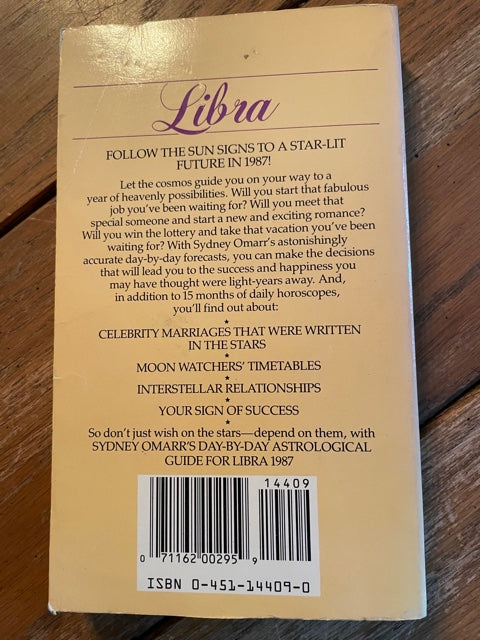 Libra
FOLLOW THE SUN SIGNS TO A STAR-LIT
FUTURE IN 1987!
Let the cosmos guide you on your way to a
year of heavenly possibilities. Will you start that fabulous
job you've been waiting for? Will you meet that
special someone and start a new and exciting romance?
Will you win the lottery and take that vacation you've been
waiting for? With Sydney Omarr's astonishingly
accurate day-by-day forecasts, you can make the decisions
that will lead you to the success and happiness you
may have thought were light-years away. And,
in addition to 15 months of daily horoscopes,
you'll find out about:
★
CELEBRITY MARRIAGES THAT WERE WRITTEN
IN THE STARS
★
MOON WATCHERS' TIMETABLES
★
INTERSTELLAR RELATIONSHIPS
★
YOUR SIGN OF SUCCESS
★
So don't just wish on the stars—depend on them, with
SYDNEY OMARR'S DAY-BY-DAY ASTROLOGICAL
GUIDE FOR LIBRA 1987
14409
0 71162 00295 9
ISBN 0-451-14409-0